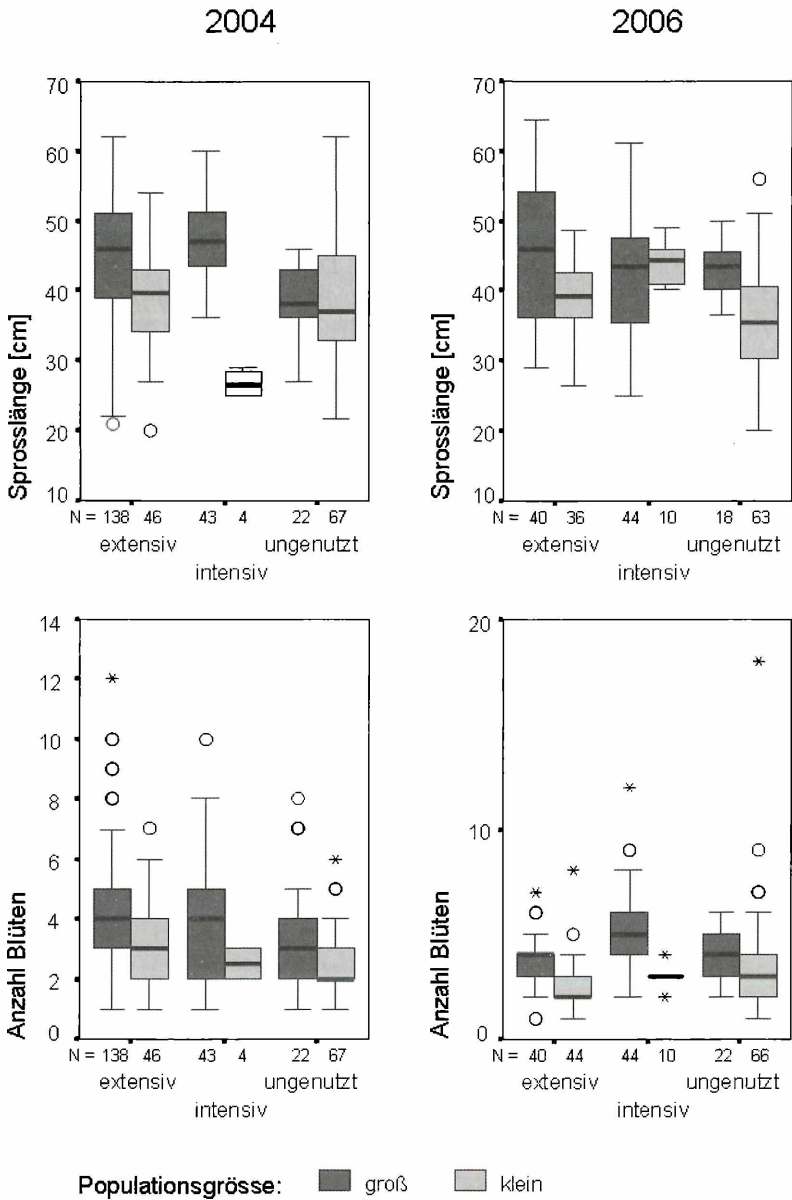 2004
2006
Sprosslänge [cm]
70
60
50
40
30
20
10
N = 138 46 43 4 22 67
extensiv ungenutzt
intensiv
Sprosslänge [cm]
70
60
50
40
30
20
10
N = 40 36 44 10 18 63
extensiv ungenutzt
intensiv
Anzahl Blüten
14
12
10
8
6
4
2
0
N = 138 46 43 4 22 67
extensiv ungenutzt
intensiv
Anzahl Blüten
20
10
0
N = 40 44 44 10 22 66
extensiv ungenutzt
intensiv
Populationsgrösse: groß klein